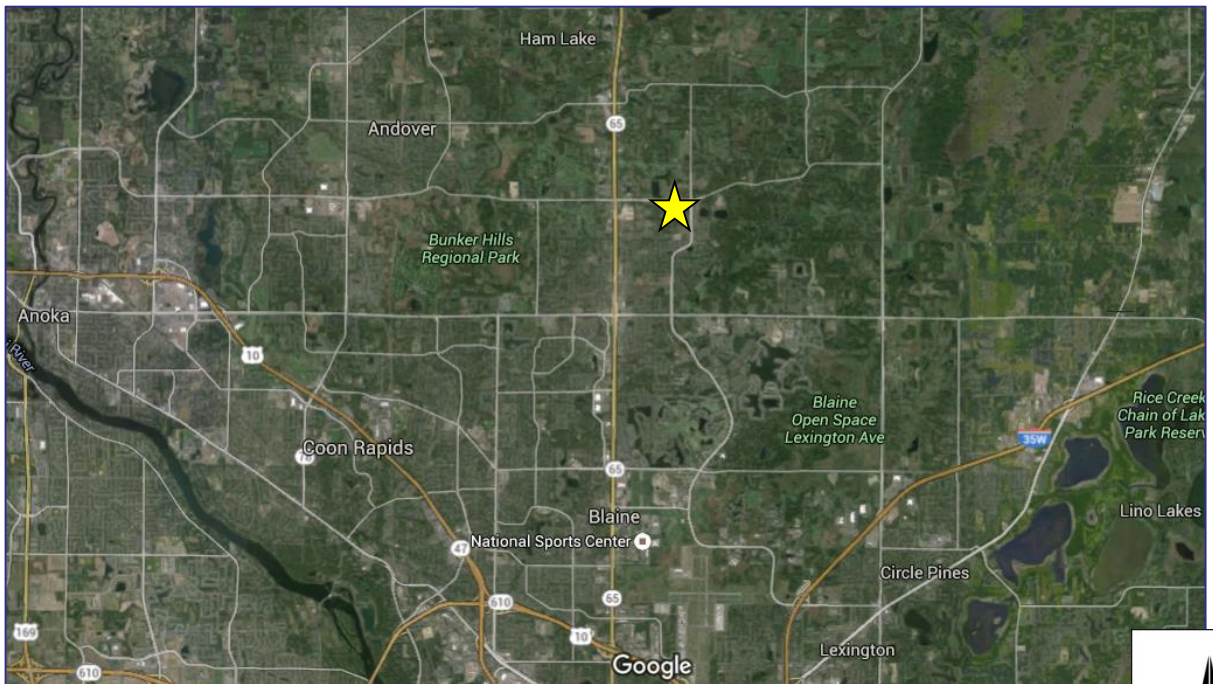 Ham Lake
65
Andover
Bunker Hills
Regional Park
Anoka
10
River
Blaine
Open Space
Lexington Ave
Rice Creek
Chain of Lak
Park Reserv
35W
Coon Rapids
65
Lino Lakes
Blaine
National Sports Center
47
Circle Pines
610
65
169
10
Lexington
Google
610